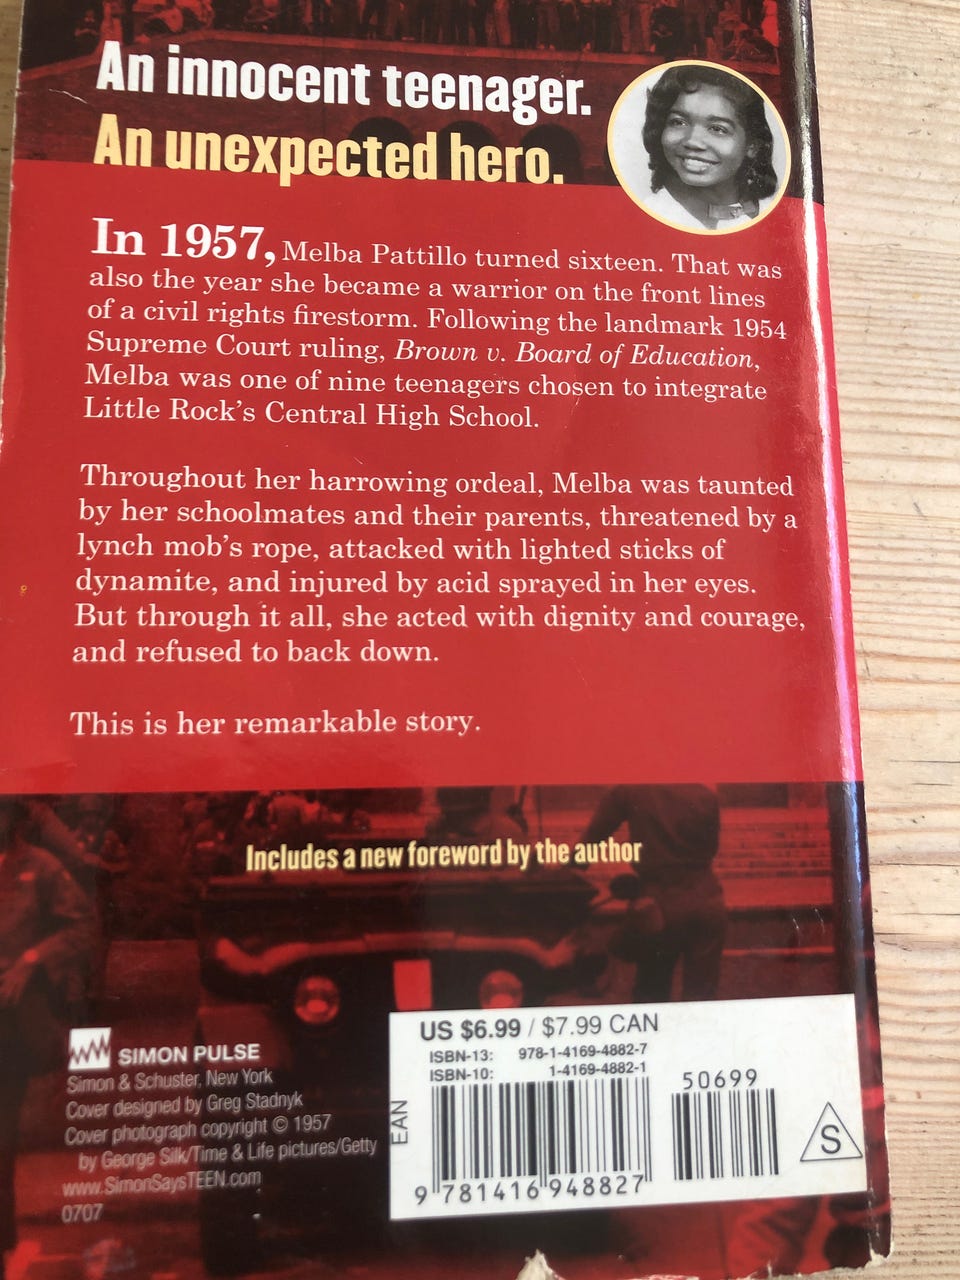 An innocent teenager.
An unexpected hero.
In 1957, Melba Pattillo turned sixteen. That was
also the year she became a warrior on the front lines
of a civil rights firestorm. Following the landmark 1954
Supreme Court ruling, Brown v. Board of Education,
Melba was one of nine teenagers chosen to integrate
Little Rock's Central High School.
Throughout her harrowing ordeal, Melba was taunted
by her schoolmates and their parents, threatened by a
lynch mob's rope, attacked with lighted sticks of
dynamite, and injured by acid sprayed in her eyes.
But through it all, she acted with dignity and courage,
and refused to back down.
This is her remarkable story.
Includes a new foreword by the author
SIMON PULSE
Simon & Schuster, New York
Cover designed by Greg Stadnyk
Cover photograph copyright © 1957
by George Silk/Time & Life pictures/Getty
www.SimonSaysTEEN.com
0707
US $6.99 / $7.99 CAN
ISBN-13: 978-1-4169-4882-7
ISBN-10: 1-4169-4882-1
50699
EAN
S
9 781416 948827